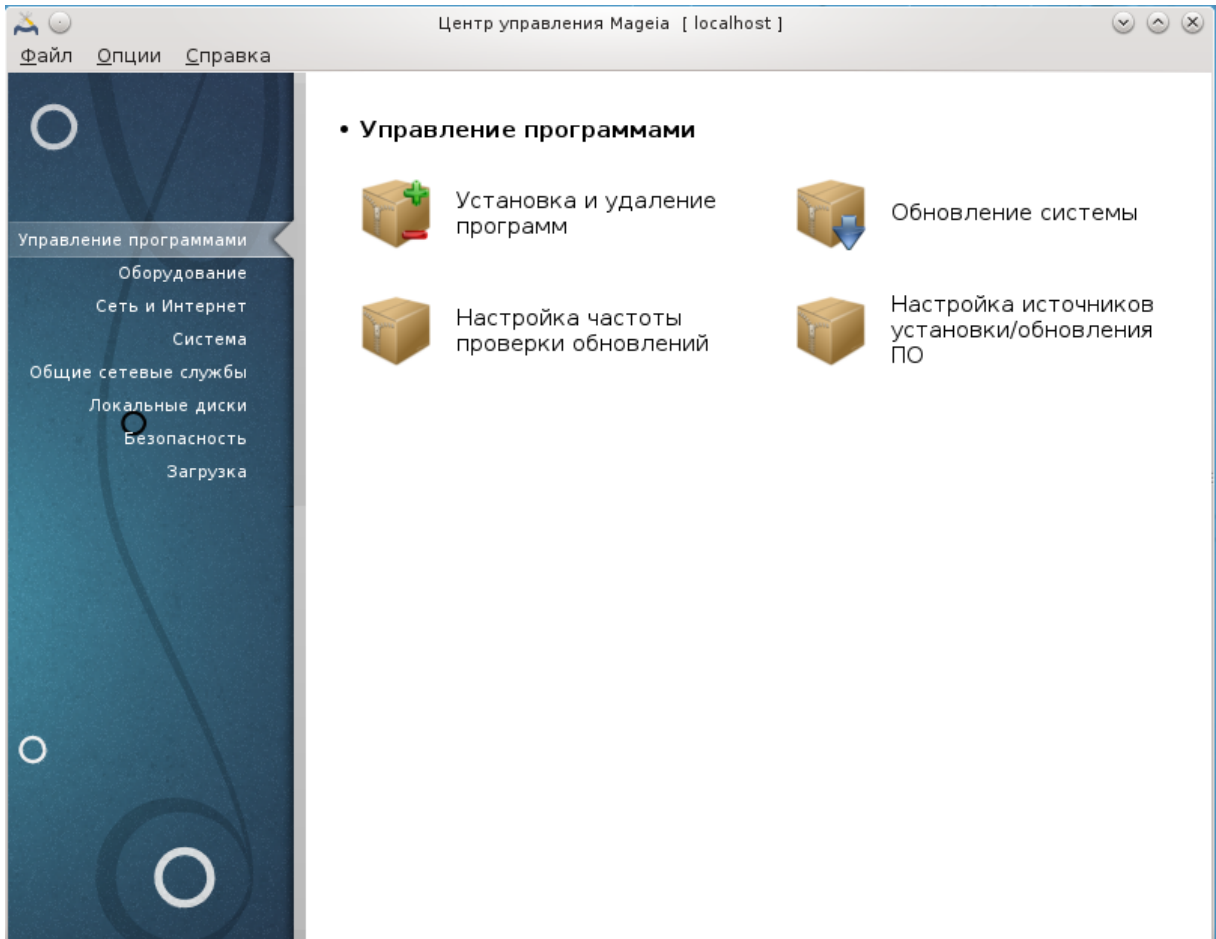 Центр управления Mageia [ localhost ]
Файл Опции Справка
Управление программами
Оборудование
Сеть и Интернет
Система
Общие сетевые службы
Локальные диски
Безопасность
Загрузка
• Управление программами
Установка и удаление
программ
Обновление системы
Настройка частоты
проверки обновлений
Настройка источников
установки/обновления
ПО